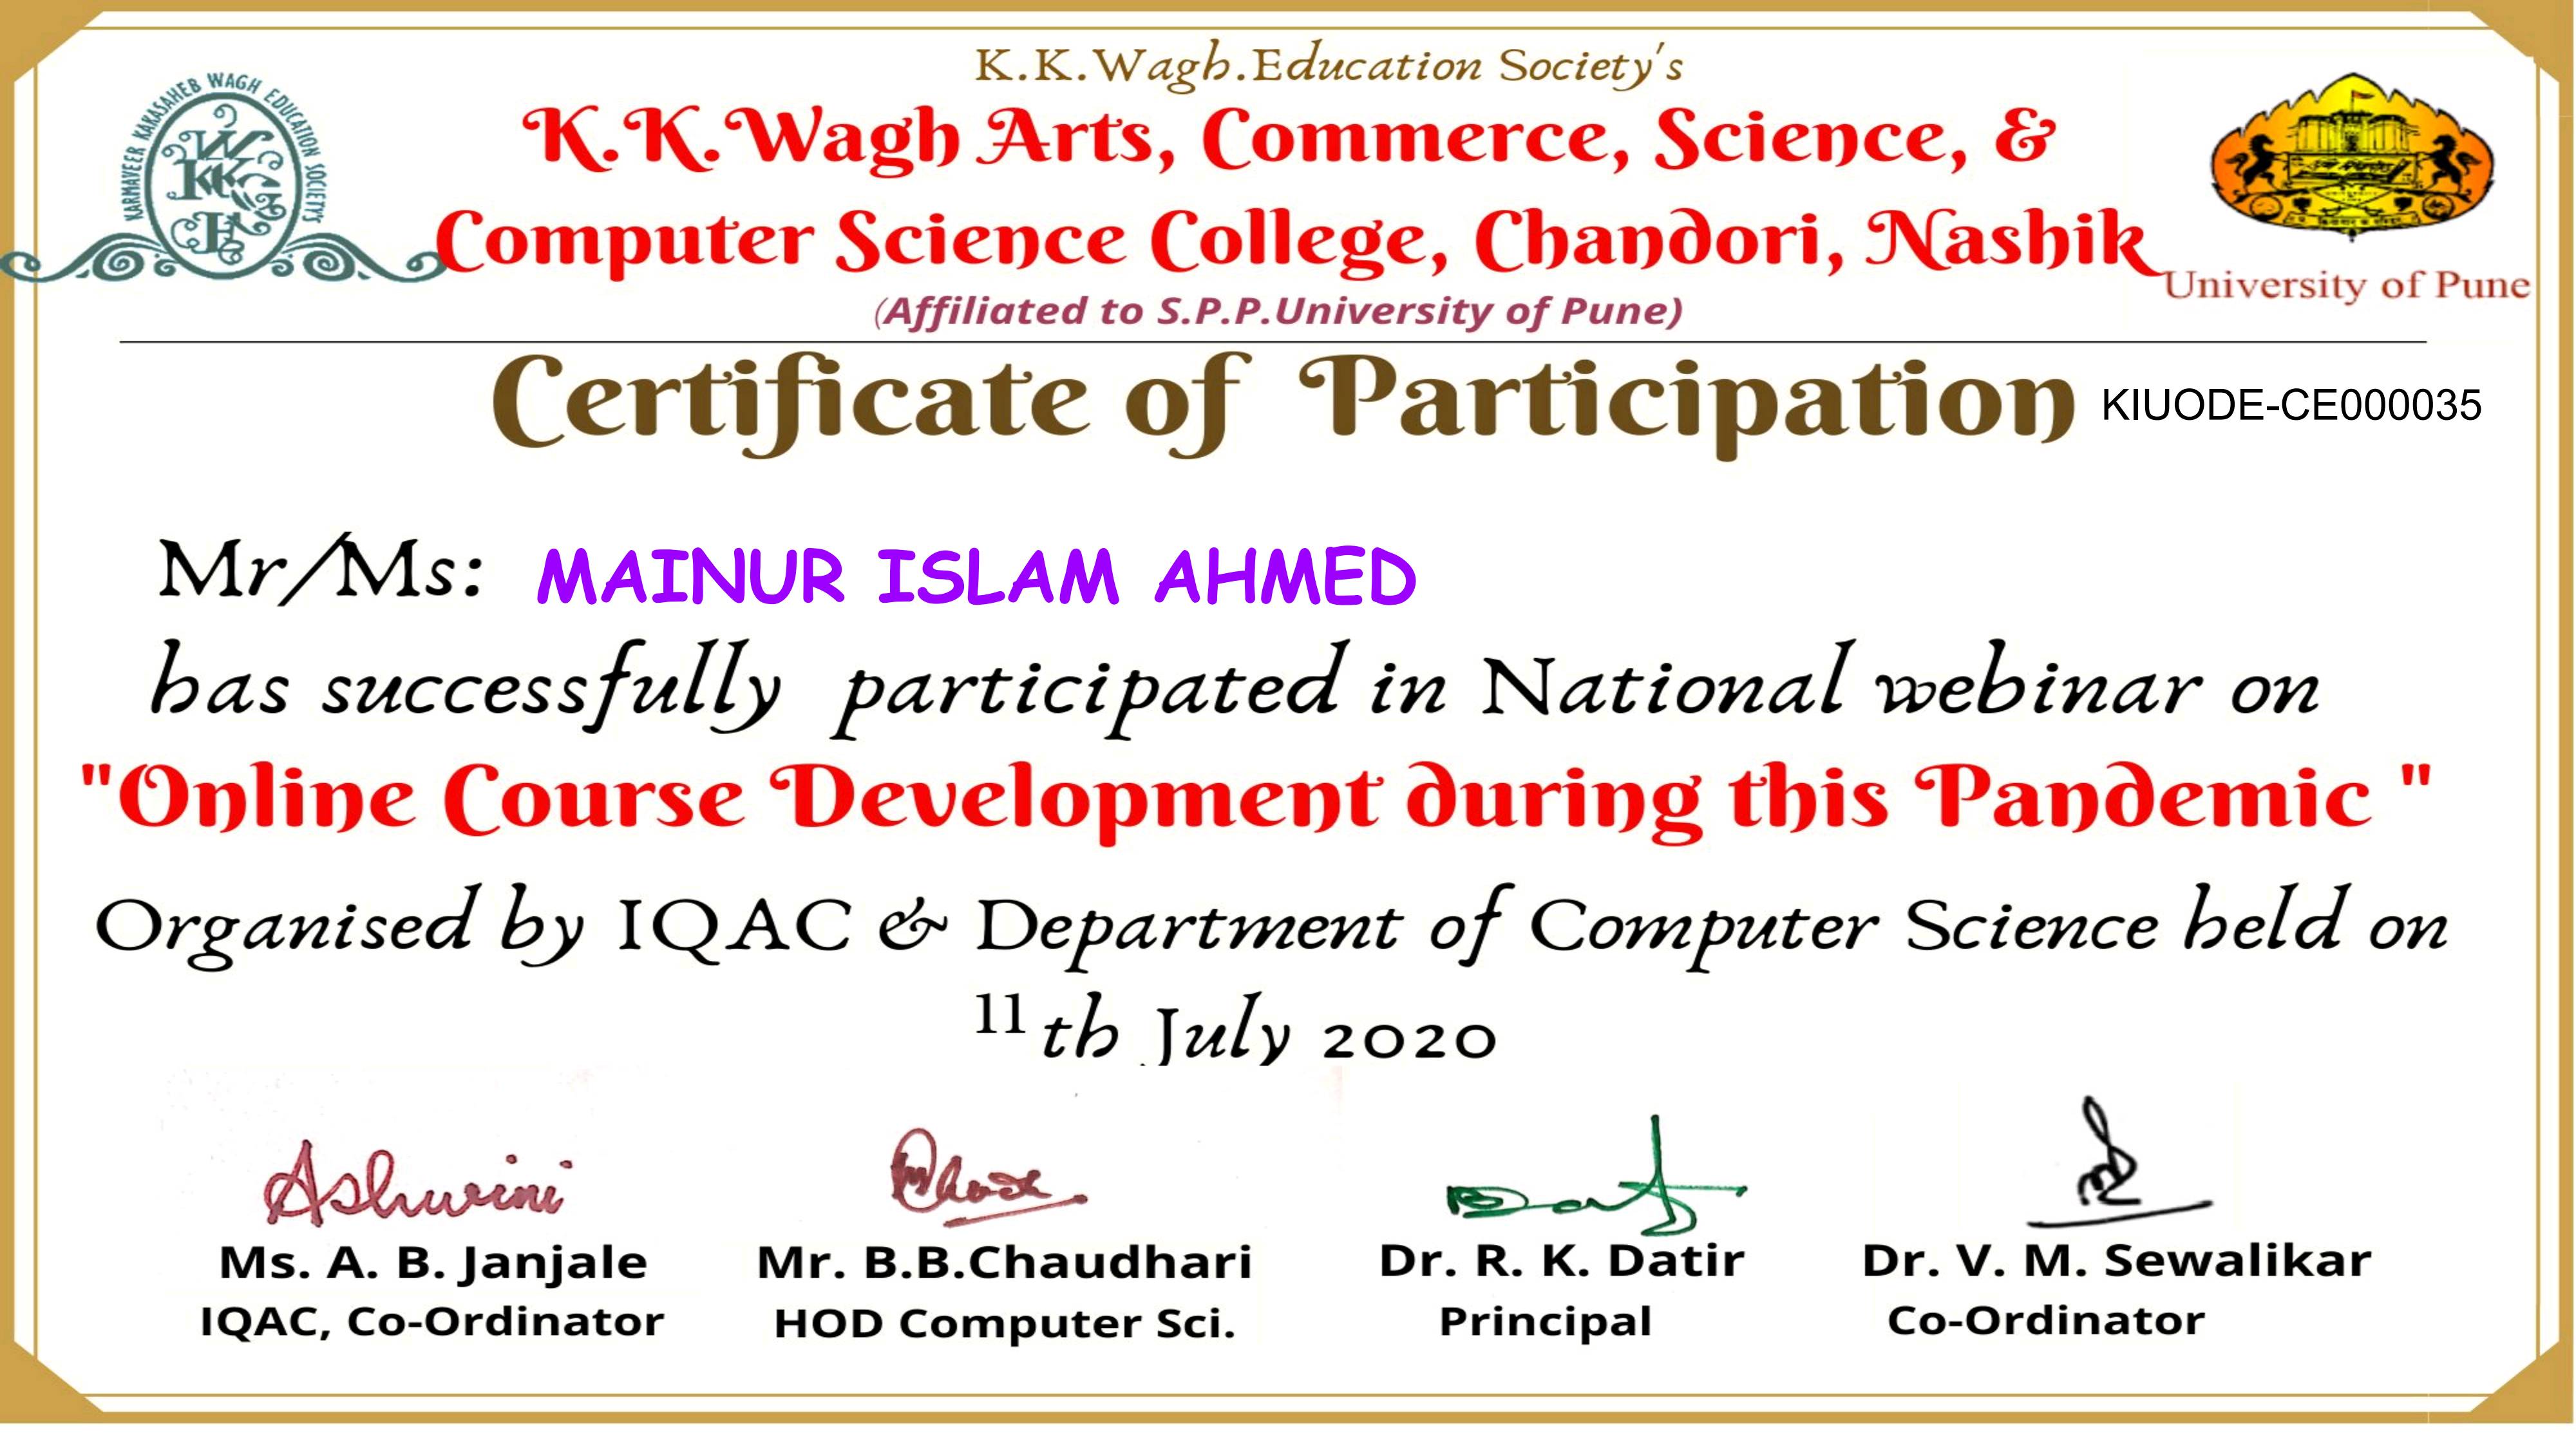 K.K.Wagh.Education Society's
KARMAVEER KAKASAHEB WAGH EDUCATION SOCIETY'S
K.K.Wagh Arts, Commerce, Science, &
Computer Science College, Chandori, Nashik
University of Pune
(Affiliated to S.P.P.University of Pune)
Certificate of Participation KIUODE-CE000035
Mr/Ms: MAINUR ISLAM AHMED
has successfully participated in National webinar on
"Online Course Development during this Pandemic "
Organised by IQAC & Department of Computer Science held on
11 th July 2020
Ashwini
Ms. A. B. Janjale Mr. B.B.Chaudhari Dr. R. K. Datir Dr. V. M. Sewalikar
IQAC, Co-Ordinator HOD Computer Sci. Principal Co-Ordinator